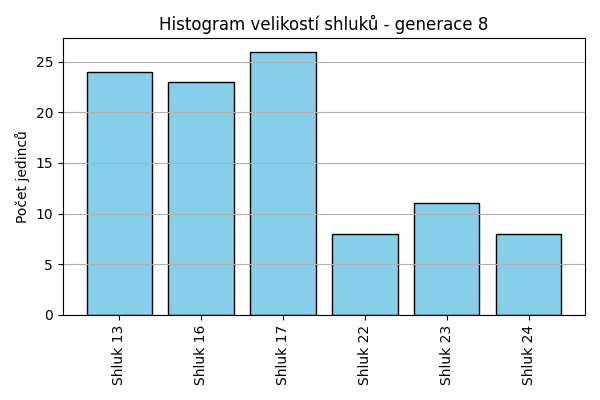 Histogram velikostí shluků - generace 8
Počet jedinců
25
20
15
10
5
0
Shluk 13
Shluk 16
Shluk 17
Shluk 22
Shluk 23
Shluk 24